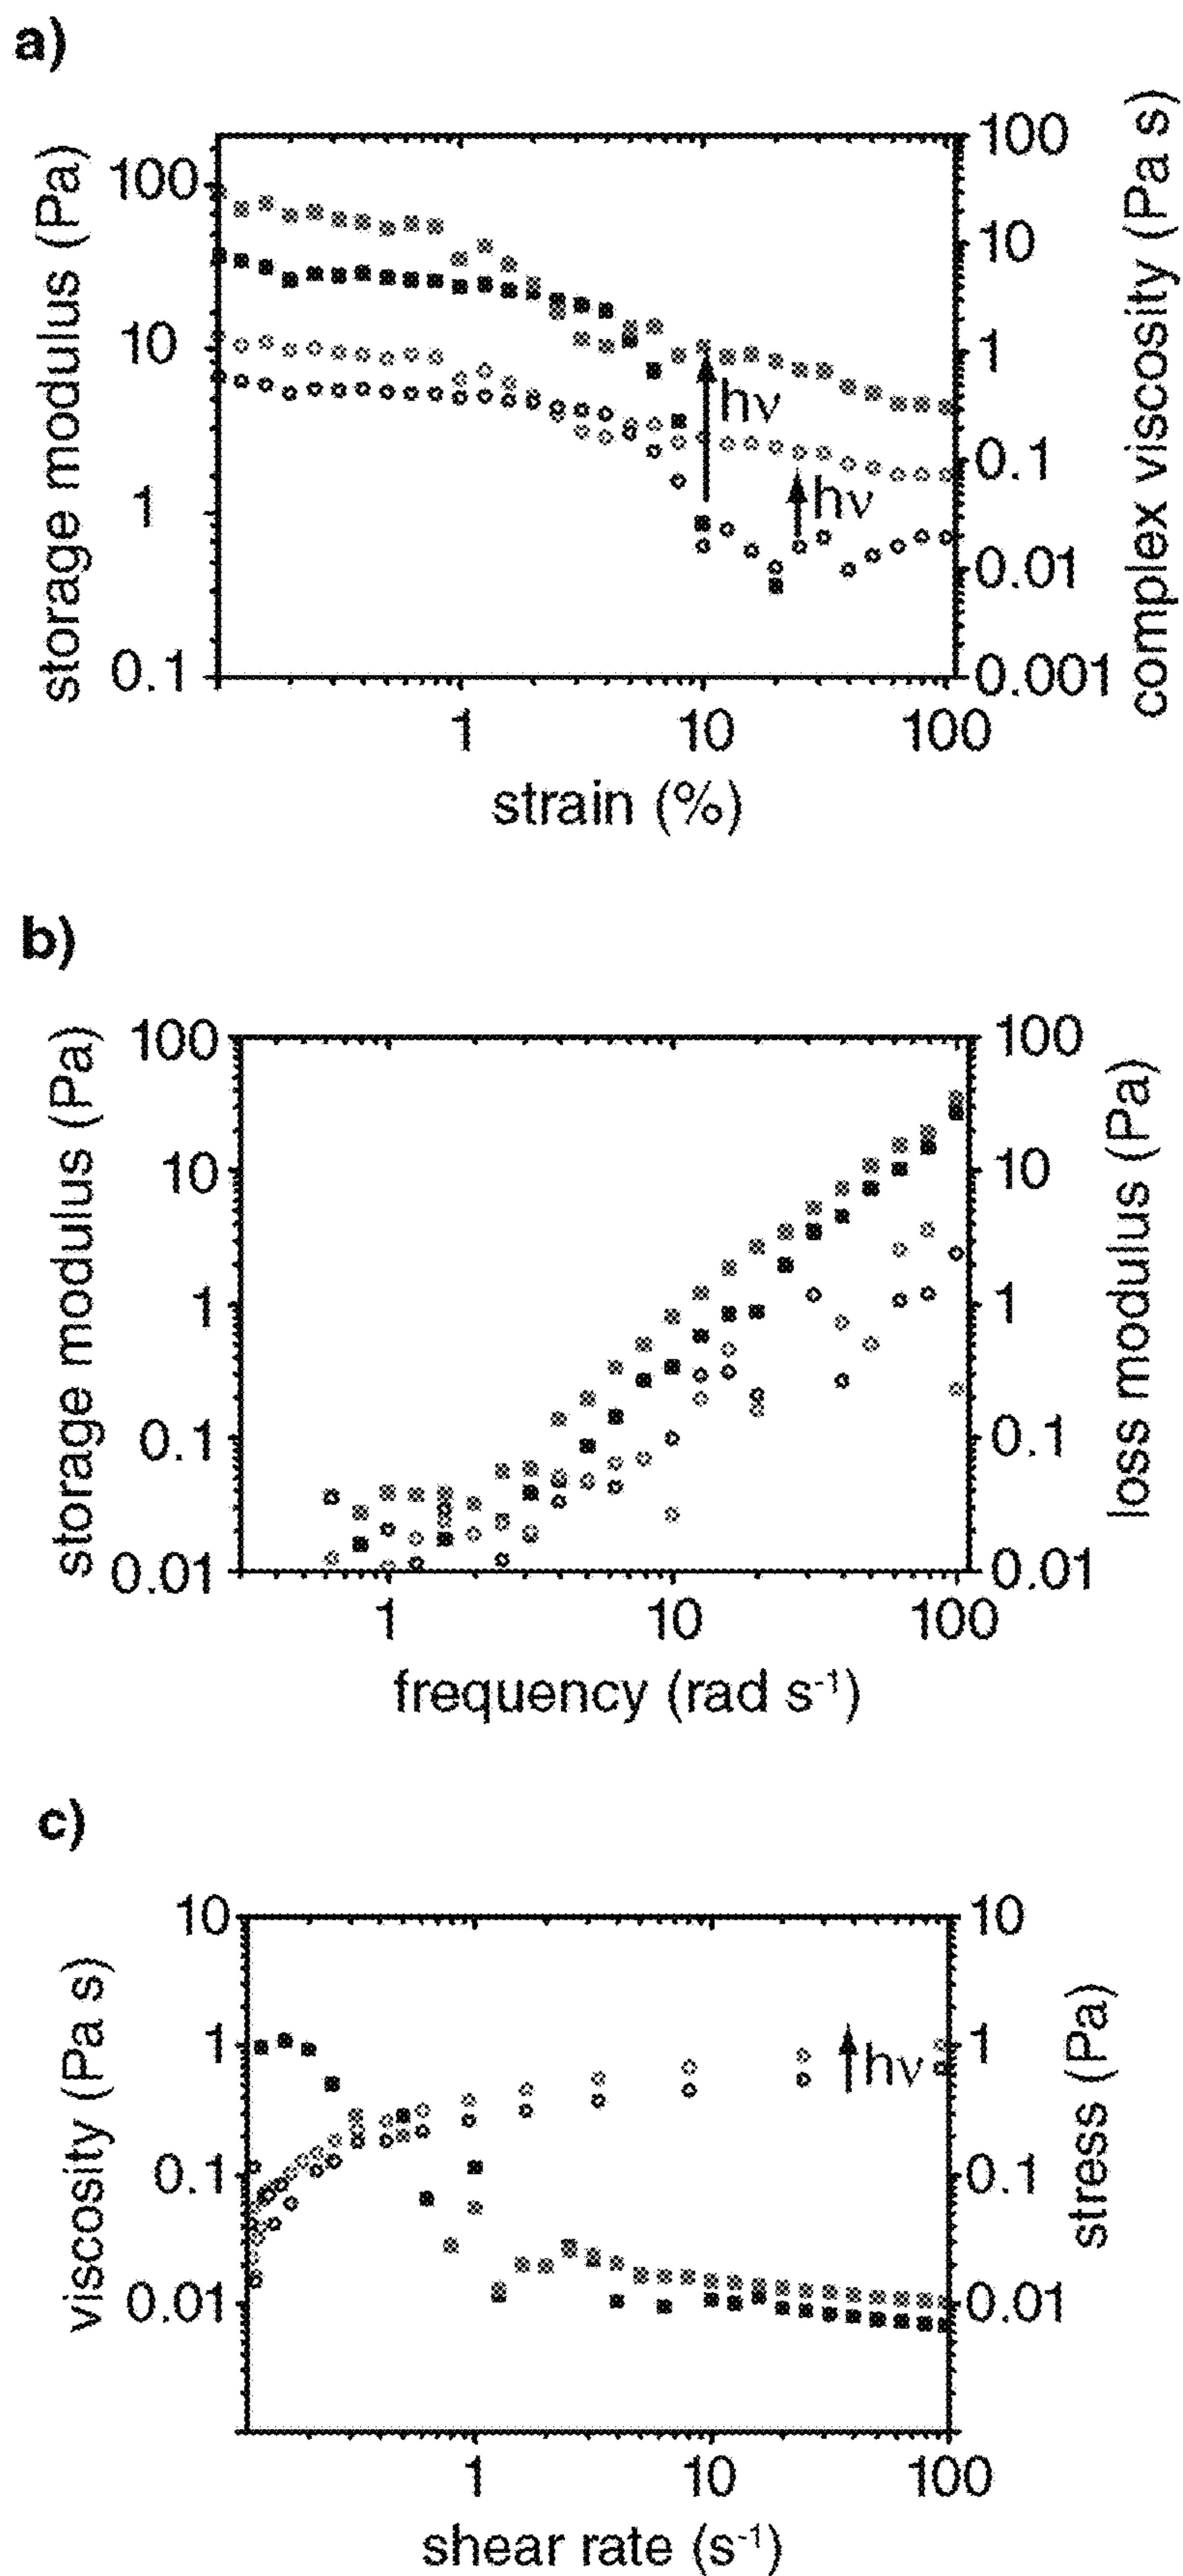 a)
storage modulus (Pa)
100
10
1
0.1
hν
hν
100
10
1
0.1
0.01
0.001
complex viscosity (Pa s)
1 10 100
strain (%)
b)
storage modulus (Pa)
100
10
1
0.1
0.01
100
10
1
0.1
0.01
loss modulus (Pa)
1 10 100
frequency (rad s⁻¹)
c)
viscosity (Pa s)
10
1
0.1
0.01
hν
10
1
0.1
0.01
stress (Pa)
1 10 100
shear rate (s⁻¹)